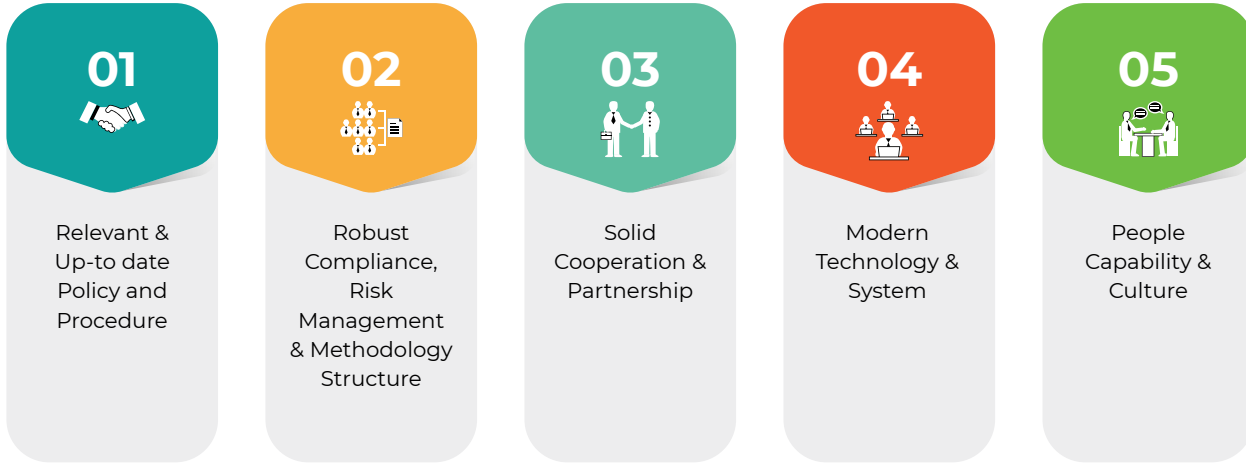 01
Relevant &
Up-to date
Policy and
Procedure
02
Robust
Compliance,
Risk
Management
& Methodology
Structure
03
Solid
Cooperation &
Partnership
04
Modern
Technology &
System
05
People
Capability &
Culture